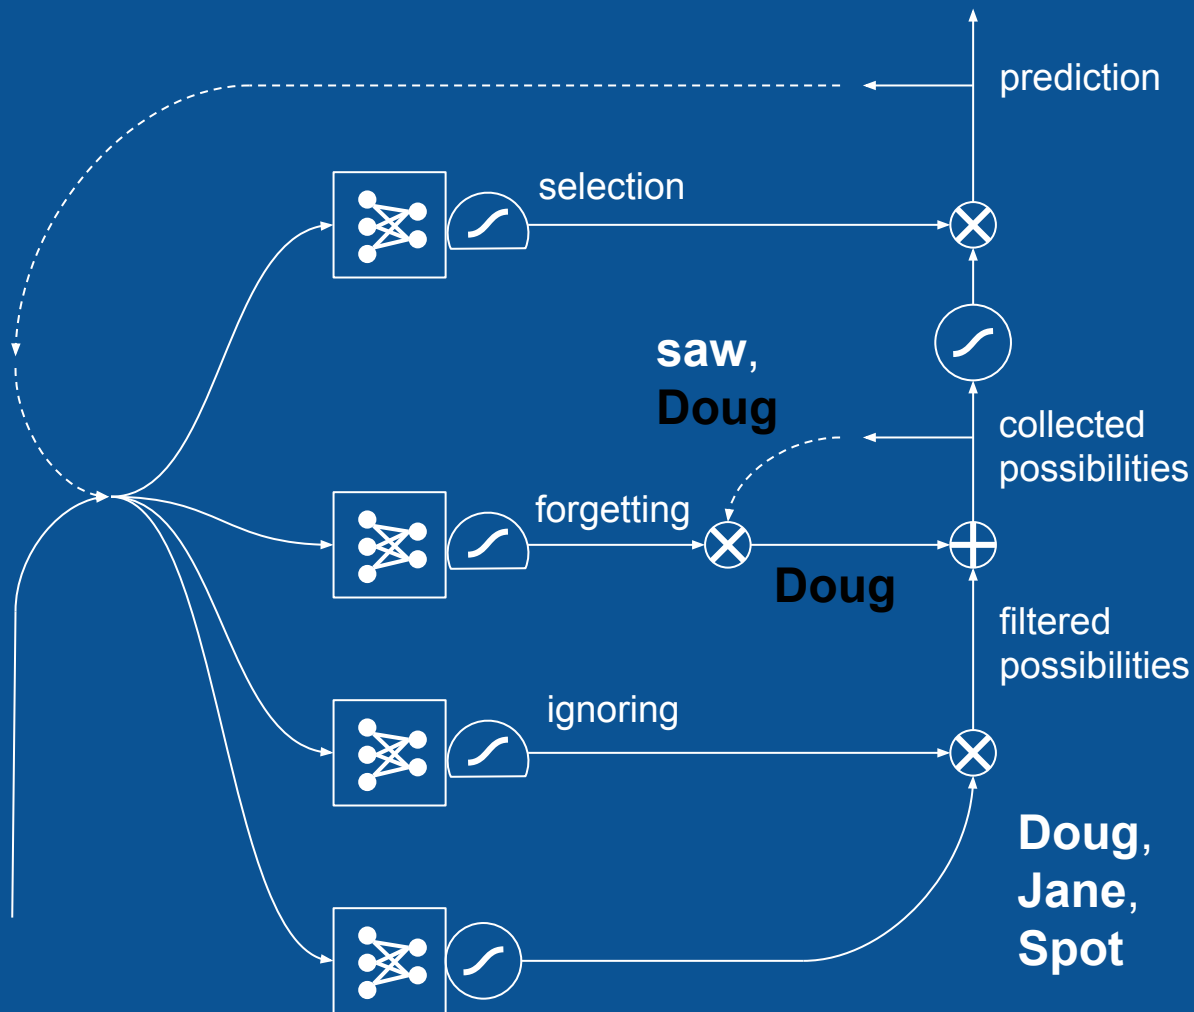 prediction
selection
saw,
Doug
collected
possibilities
forgetting
Doug
filtered
possibilities
ignoring
Doug,
Jane,
Spot